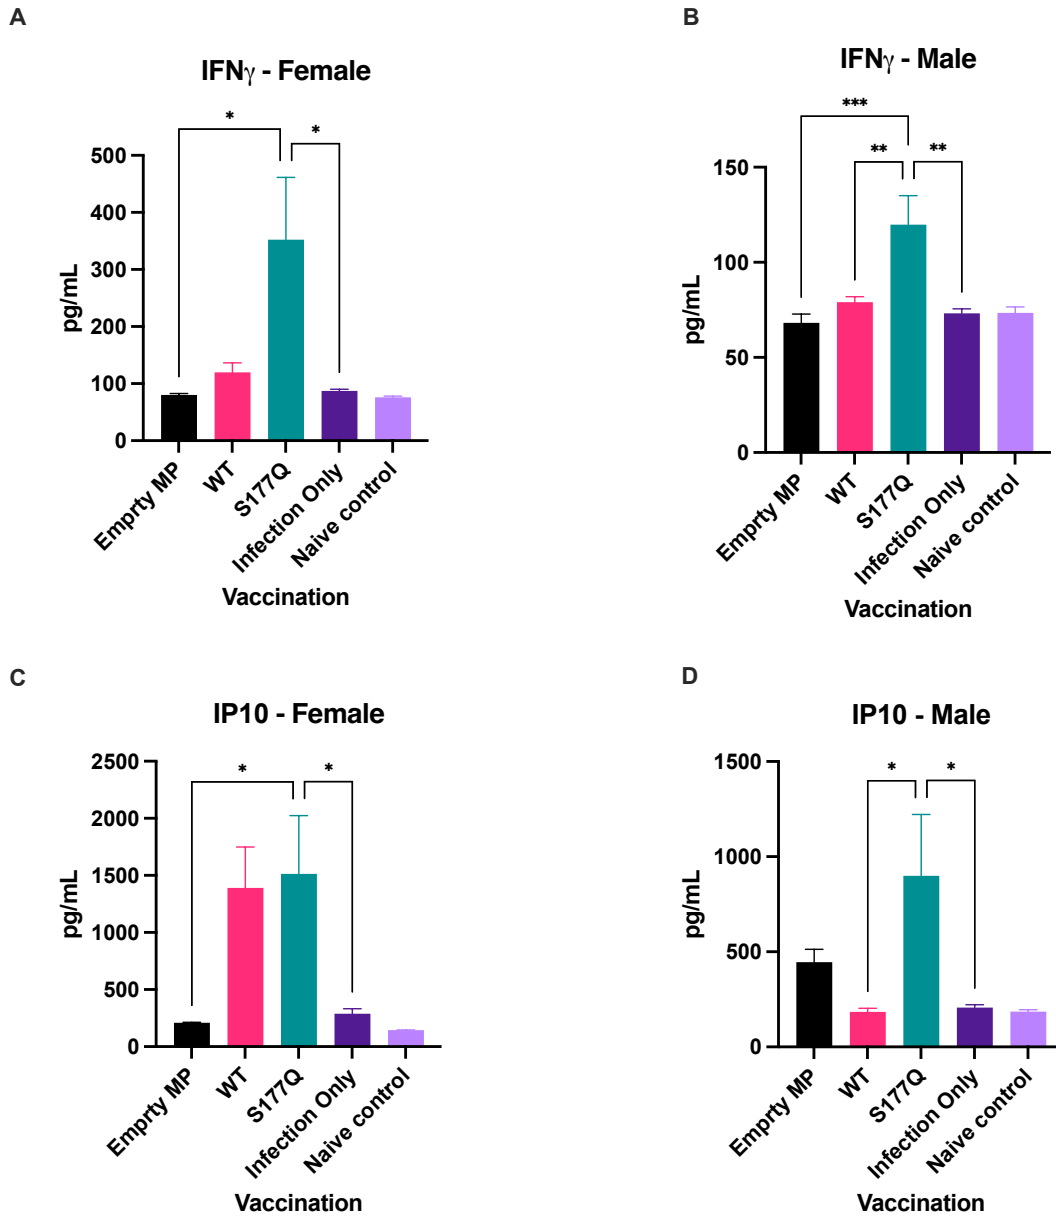 A
IFNγ - Female
*
*
500
400
300
200
100
0
pg/mL
Emprty MP
WT
S177Q
Infection Only
Naive control
Vaccination
B
IFNγ - Male
***
**
**
150
100
50
0
pg/mL
Emprty MP
WT
S177Q
Infection Only
Naive control
Vaccination
C
IP10 - Female
*
*
2500
2000
1500
1000
500
0
pg/mL
Emprty MP
WT
S177Q
Infection Only
Naive control
Vaccination
D
IP10 - Male
*
*
1500
1000
500
0
pg/mL
Emprty MP
WT
S177Q
Infection Only
Naive control
Vaccination